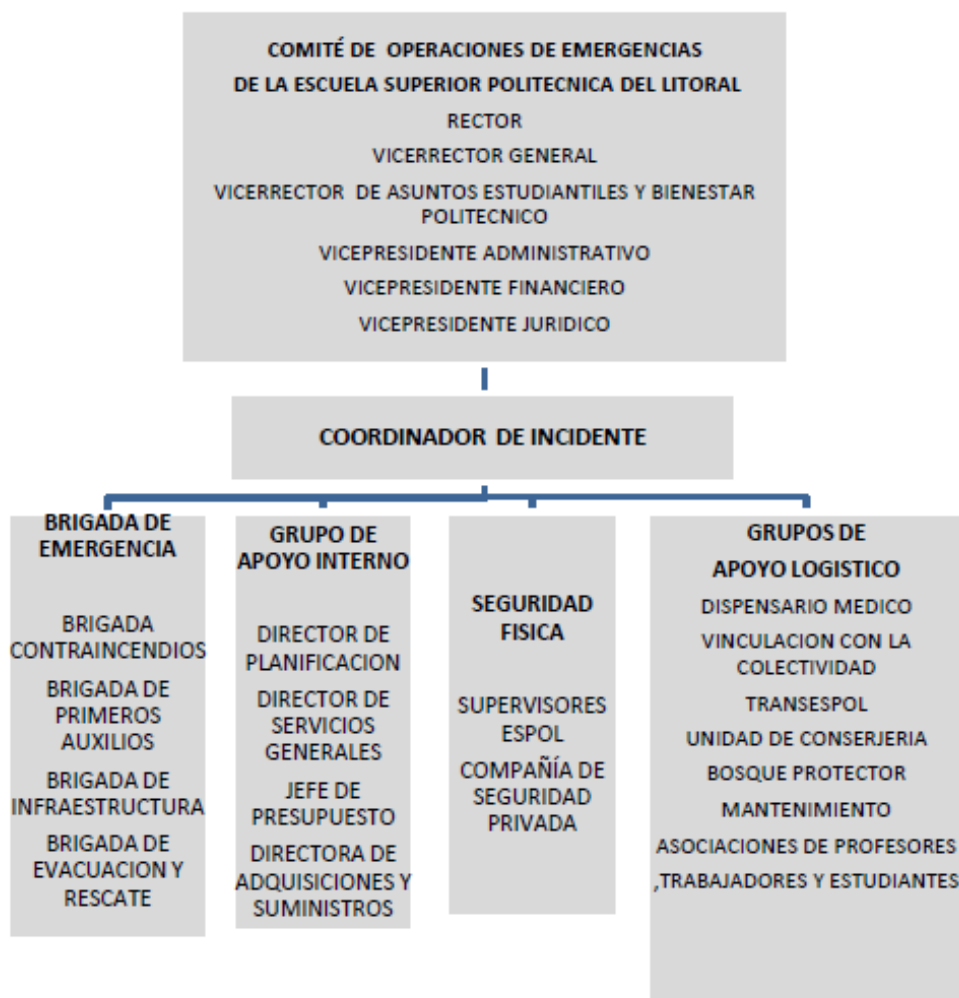 COMITÉ DE OPERACIONES DE EMERGENCIAS
DE LA ESCUELA SUPERIOR POLITECNICA DEL LITORAL
RECTOR
VICERRECTOR GENERAL
VICERRECTOR DE ASUNTOS ESTUDIANTILES Y BIENESTAR
POLITECNICO
VICEPRESIDENTE ADMINISTRATIVO
VICEPRESIDENTE FINANCIERO
VICEPRESIDENTE JURIDICO
COORDINADOR DE INCIDENTE
BRIGADA DE
EMERGENCIA
BRIGADA
CONTRAINCENDIOS
BRIGADA DE
PRIMEROS
AUXILIOS
BRIGADA DE
INFRAESTRUCTURA
BRIGADA DE
EVACUACION Y
RESCATE
GRUPO DE
APOYO INTERNO
DIRECTOR DE
PLANIFICACION
DIRECTOR DE
SERVICIOS
GENERALES
JEFE DE
PRESUPUESTO
DIRECTORA DE
ADQUISICIONES Y
SUMINISTROS
SEGURIDAD
FISICA
SUPERVISORES
ESPOL
COMPAÑÍA DE
SEGURIDAD
PRIVADA
GRUPOS DE
APOYO LOGISTICO
DISPENSARIO MEDICO
VINCULACION CON LA
COLECTIVIDAD
TRANSESPOL
UNIDAD DE CONSERJERIA
BOSQUE PROTECTOR
MANTENIMIENTO
ASOCIACIONES DE PROFESORES
,TRABAJADORES Y ESTUDIANTES